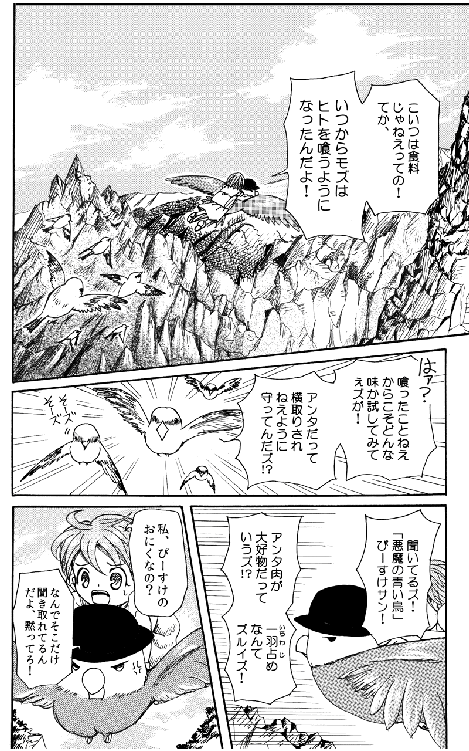 こいつは食料
じゃねえっての！
てか、
いつからモズは
ヒトを喰うように
なったんだよ！
はァ？
喰ったことねえ
からこそどんな
味か試してみて
えズが！
アンタだって
横取りされ
ねえように
守ってんだズ!?
そーズ
そーズ
聞いてるズ！
「悪魔の青い鳥」
ぴーすけサン！
アンタ肉が
大好物だって
いうズ!?
一羽占め
いちわじ
なんて
ズルイズ！
私、ぴーすけの
おにくなの？
なんでそこだけ
聞き取れてるん
だよ、黙ってろ！